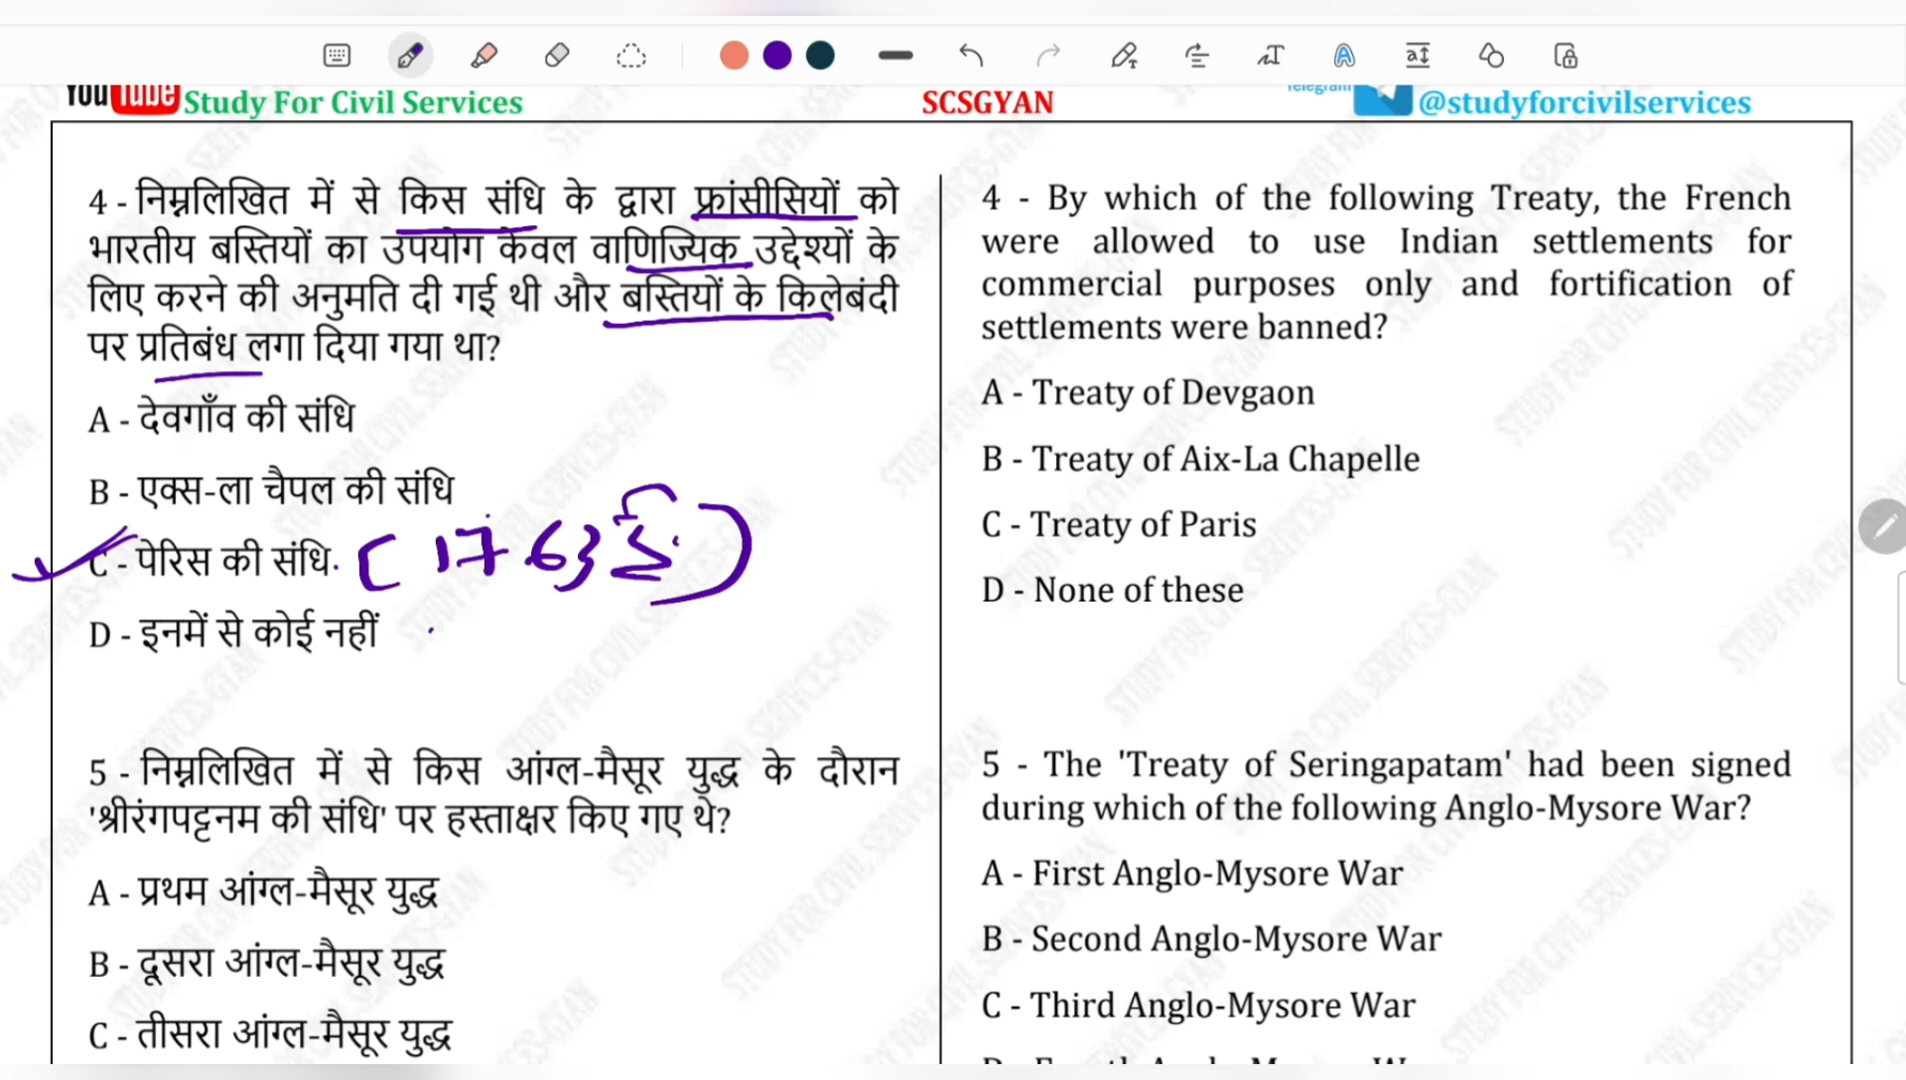 YouTube Study For Civil Services SCSGYAN Telegram @studyforcivilservices
4 - निम्नलिखित में से किस संधि के द्वारा फ्रांसीसियों को
भारतीय बस्तियों का उपयोग केवल वाणिज्यिक उद्देश्यों के
लिए करने की अनुमति दी गई थी और बस्तियों के किलेबंदी
पर प्रतिबंध लगा दिया गया था?
A - देवगाँव की संधि
B - एक्स-ला चैपल की संधि
C - पेरिस की संधि (1763 ई.)
D - इनमें से कोई नहीं
5 - निम्नलिखित में से किस आंग्ल-मैसूर युद्ध के दौरान
'श्रीरंगपट्टनम की संधि' पर हस्ताक्षर किए गए थे?
A - प्रथम आंग्ल-मैसूर युद्ध
B - दूसरा आंग्ल-मैसूर युद्ध
C - तीसरा आंग्ल-मैसूर युद्ध
4 - By which of the following Treaty, the French
were allowed to use Indian settlements for
commercial purposes only and fortification of
settlements were banned?
A - Treaty of Devgaon
B - Treaty of Aix-La Chapelle
C - Treaty of Paris
D - None of these
5 - The 'Treaty of Seringapatam' had been signed
during which of the following Anglo-Mysore War?
A - First Anglo-Mysore War
B - Second Anglo-Mysore War
C - Third Anglo-Mysore War